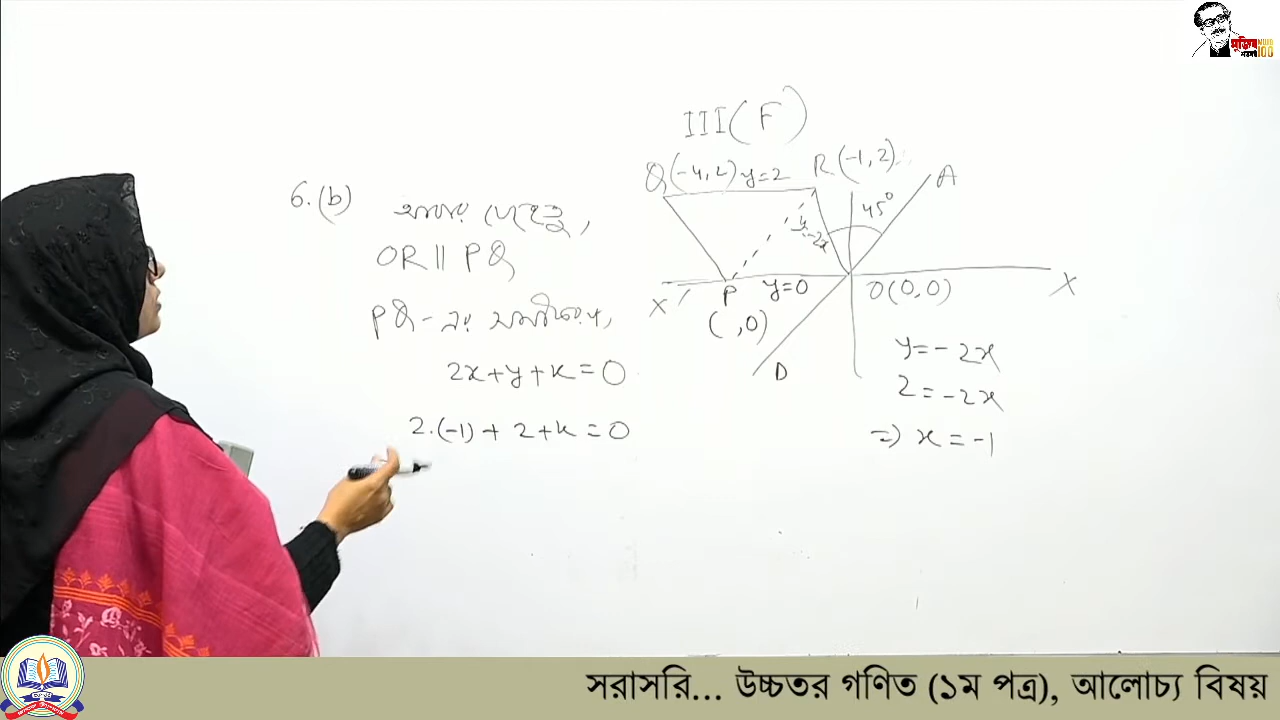 III(F)
6.(b)
আবার যেহেতু,
OR || PQ
PQ-এর সমীকরণ,
2x+y+k=0
2.(-1) + 2+k=0
Q(-4,2) y=2 R(-1,2)
A
45°
y=-2x
X′ P y=0 O(0,0) X
( ,0)
D
y=-2x
2=-2x
=> x=-1
সরাসরি... উচ্চতর গণিত (১ম পত্র), আলোচ্য বিষয়